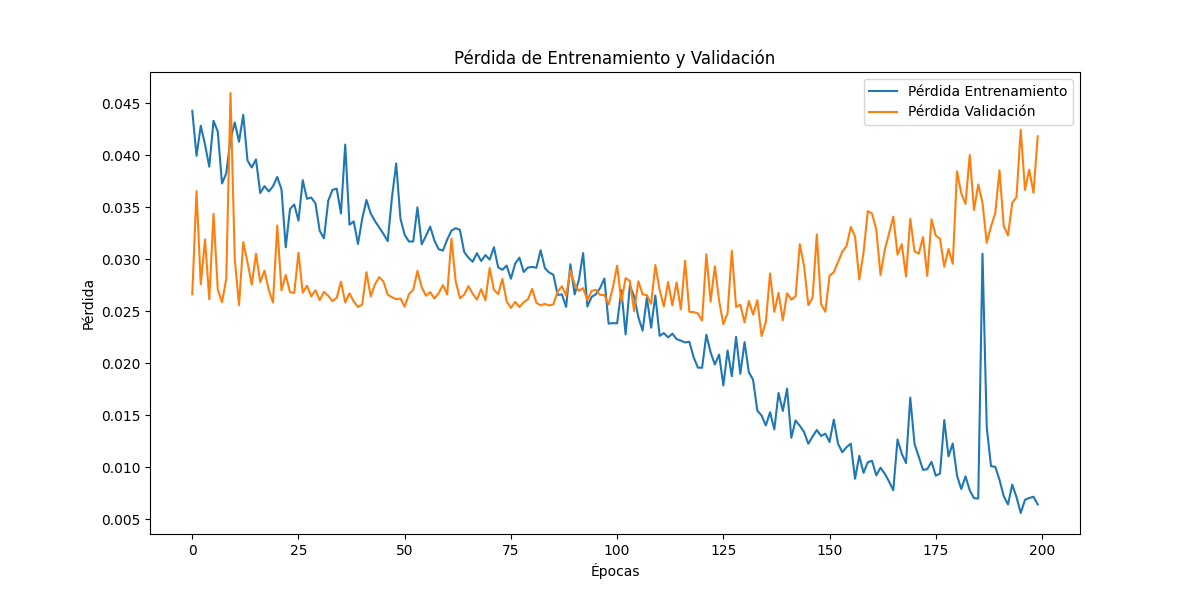 Pérdida de Entrenamiento y Validación
Pérdida Entrenamiento
Pérdida Validación
0.045
0.040
0.035
0.030
0.025
0.020
0.015
0.010
0.005
Pérdida
0 25 50 75 100 125 150 175 200
Épocas